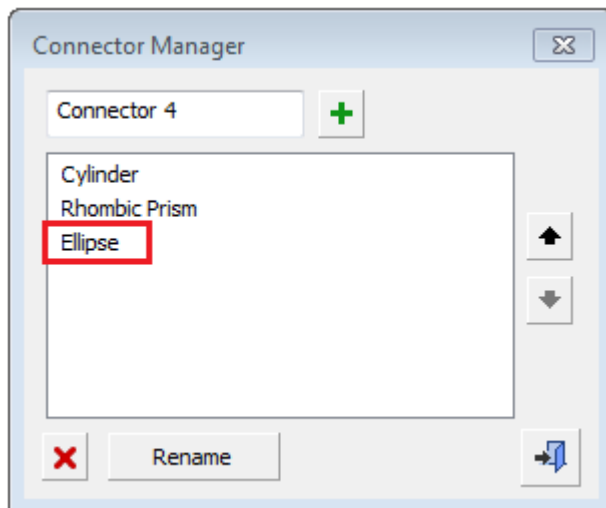 Connector Manager
Connector 4
Cylinder
Rhombic Prism
Ellipse
Rename